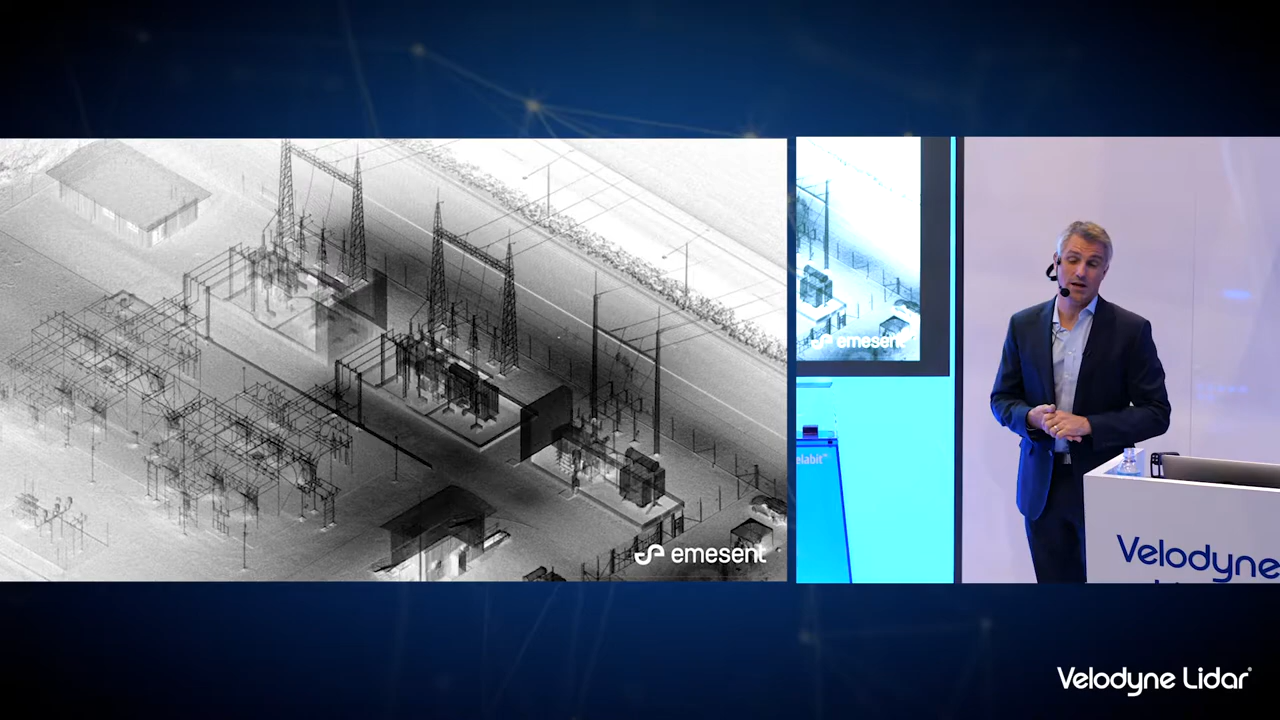 emesent
emesent
elabit
Velodyne
Velodyne Lidar